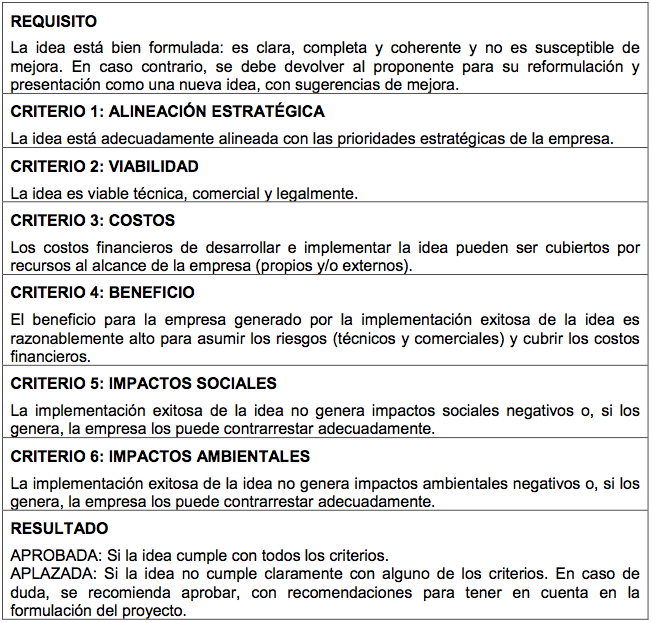 REQUISITO
La idea está bien formulada: es clara, completa y coherente y no es susceptible de
mejora. En caso contrario, se debe devolver al proponente para su reformulación y
presentación como una nueva idea, con sugerencias de mejora.
CRITERIO 1: ALINEACIÓN ESTRATÉGICA
La idea está adecuadamente alineada con las prioridades estratégicas de la empresa.
CRITERIO 2: VIABILIDAD
La idea es viable técnica, comercial y legalmente.
CRITERIO 3: COSTOS
Los costos financieros de desarrollar e implementar la idea pueden ser cubiertos por
recursos al alcance de la empresa (propios y/o externos).
CRITERIO 4: BENEFICIO
El beneficio para la empresa generado por la implementación exitosa de la idea es
razonablemente alto para asumir los riesgos (técnicos y comerciales) y cubrir los costos
financieros.
CRITERIO 5: IMPACTOS SOCIALES
La implementación exitosa de la idea no genera impactos sociales negativos o, si los
genera, la empresa los puede contrarrestar adecuadamente.
CRITERIO 6: IMPACTOS AMBIENTALES
La implementación exitosa de la idea no genera impactos ambientales negativos o, si los
genera, la empresa los puede contrarrestar adecuadamente.
RESULTADO
APROBADA: Si la idea cumple con todos los criterios.
APLAZADA: Si la idea no cumple claramente con alguno de los criterios. En caso de
duda, se recomienda aprobar, con recomendaciones para tener en cuenta en la
formulación del proyecto.